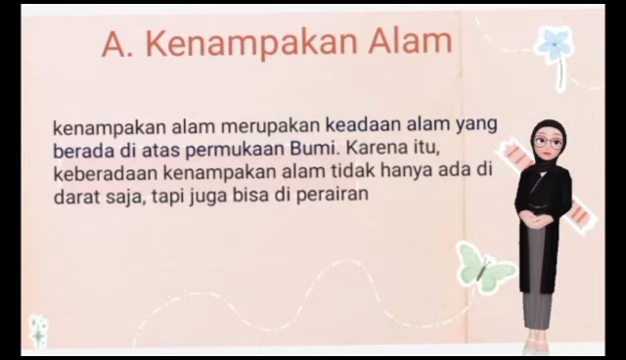 A. Kenampakan Alam
kenampakan alam merupakan keadaan alam yang
berada di atas permukaan Bumi. Karena itu,
keberadaan kenampakan alam tidak hanya ada di
darat saja, tapi juga bisa di perairan